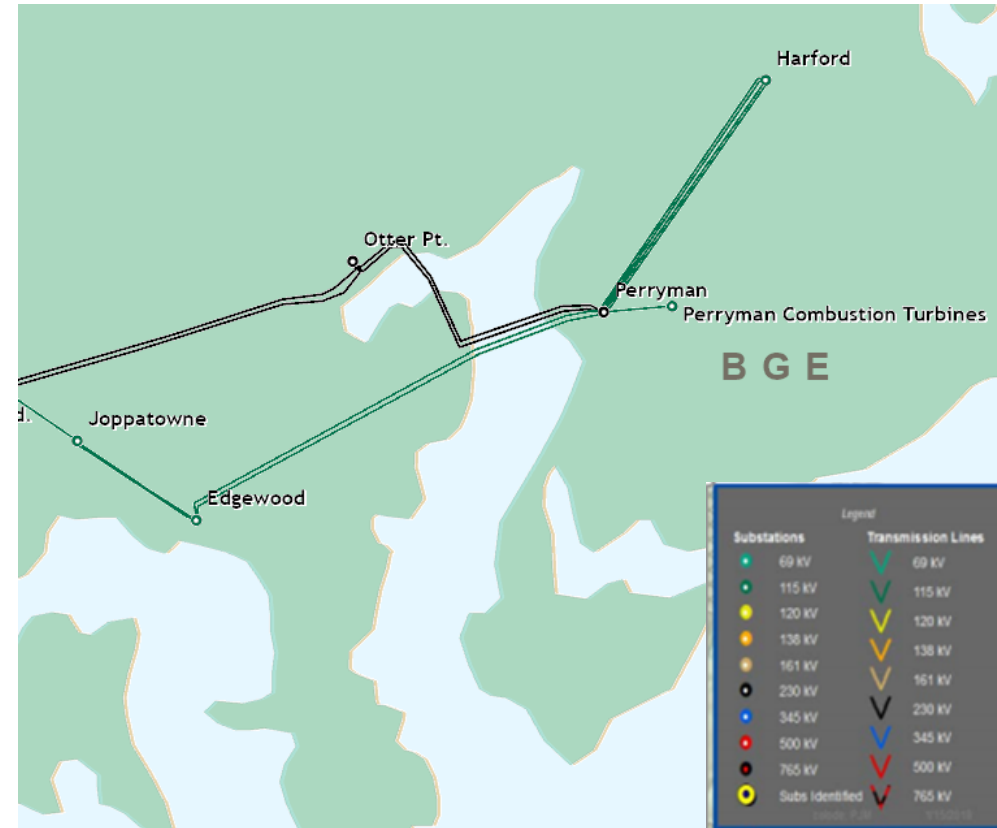 Harford
Otter Pt.
Perryman
Perryman Combustion Turbines
B G E
d.
Joppatowne
Edgewood
Legend
Substations Transmission Lines
69 kV 69 kV
115 kV 115 kV
120 kV 120 kV
138 kV 138 kV
161 kV 161 kV
230 kV 230 kV
345 kV 345 kV
500 kV 500 kV
765 kV 765 kV
Subs Identified
PJM